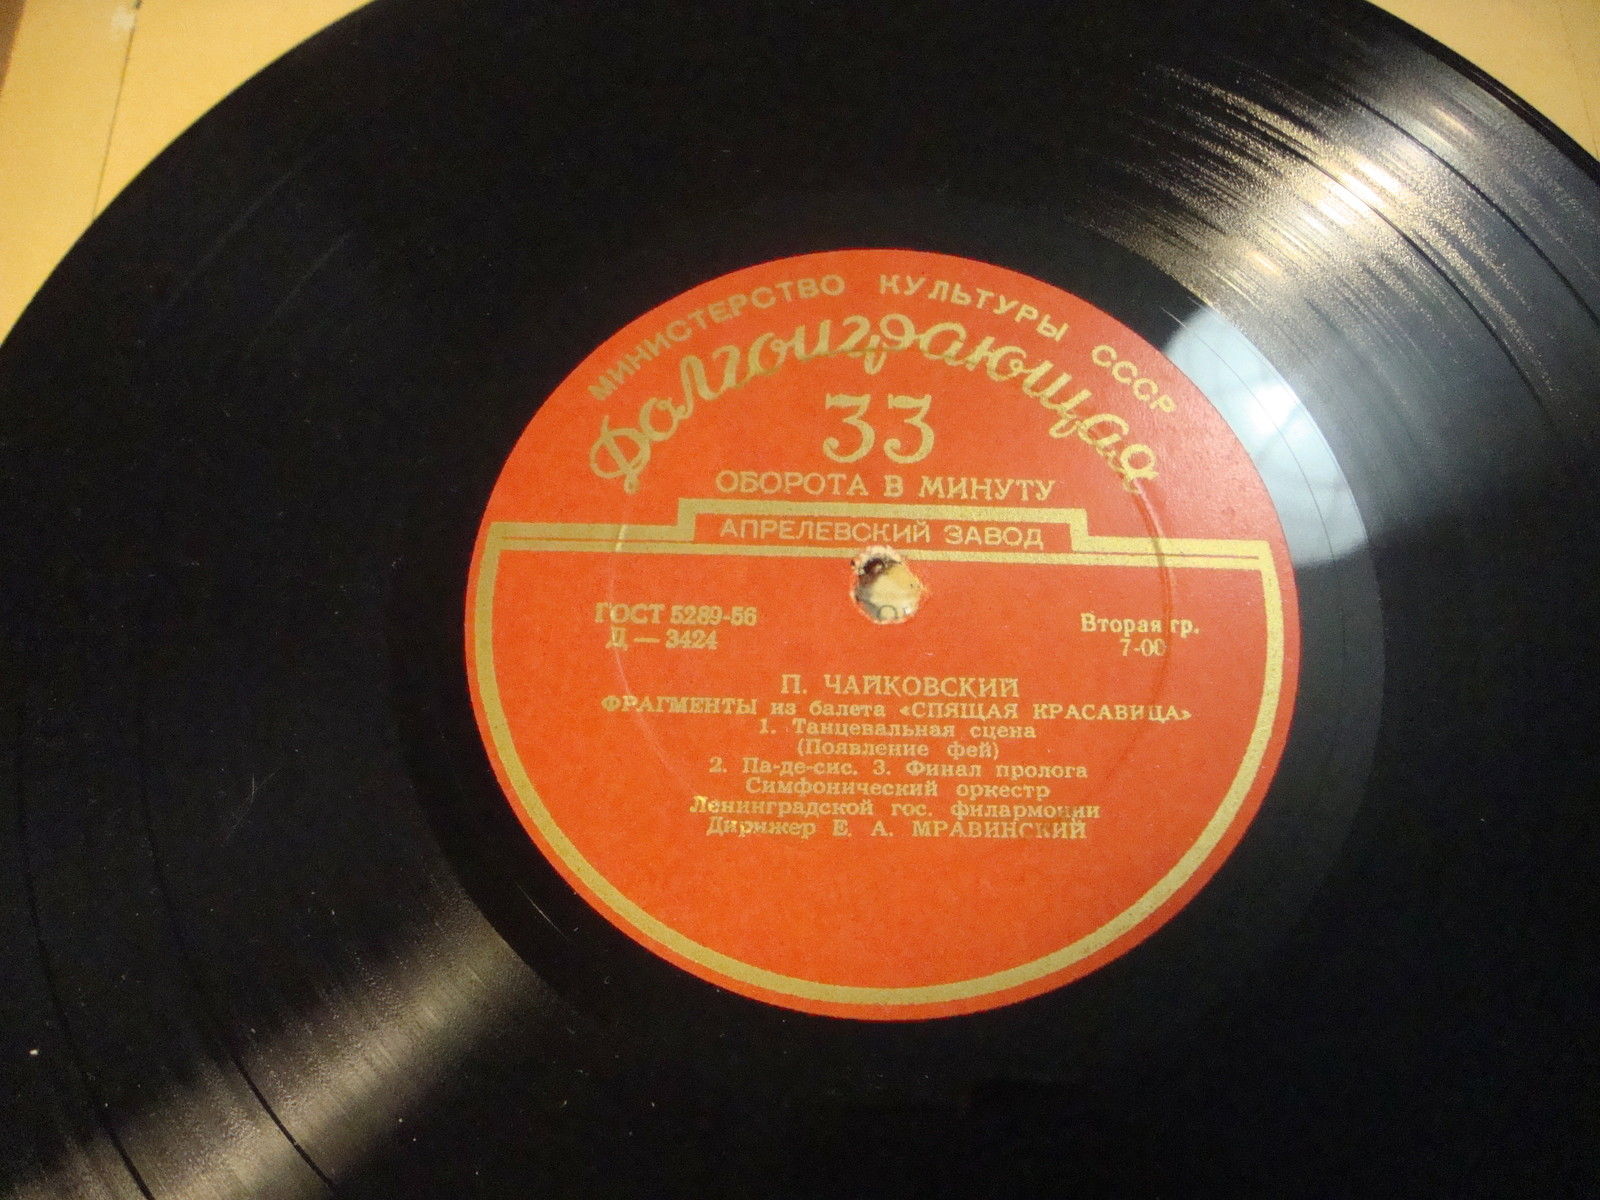 МИНИСТЕРСТВО КУЛЬТУРЫ СССР
Долгоиграющая
33
ОБОРОТА В МИНУТУ
АПРЕЛЕВСКИЙ ЗАВОД
ГОСТ 5289-56
Д — 3424
Вторая гр.
7-00
П. ЧАЙКОВСКИЙ
ФРАГМЕНТЫ из балета «СПЯЩАЯ КРАСАВИЦА»
1. Танцевальная сцена
(Появление фей)
2. Па-де-сис. 3. Финал пролога
Симфонический оркестр
Ленинградской гос. филармонии
Дирижер Е. А. МРАВИНСКИЙ